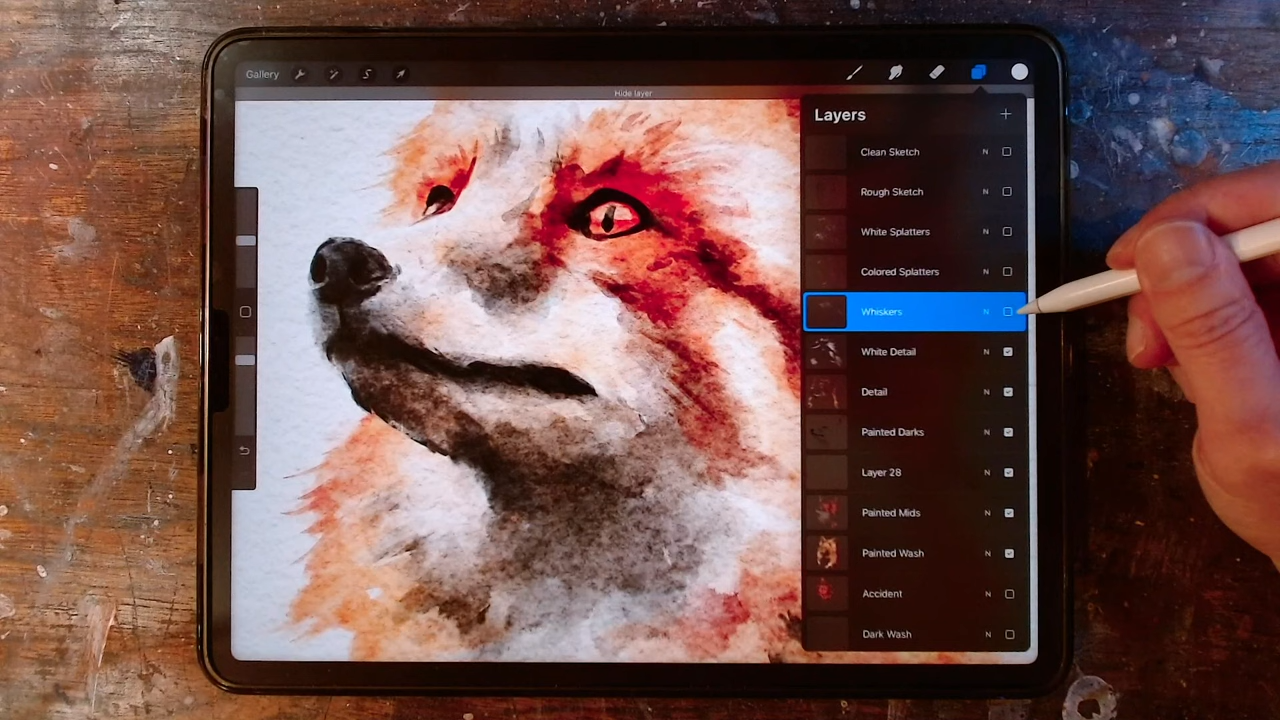 Gallery
Hide layer
Layers
Clean Sketch N
Rough Sketch N
White Splatters N
Colored Splatters N
Whiskers N
White Detail N
Detail N
Painted Darks N
Layer 28 N
Painted Mids N
Painted Wash N
Accident N
Dark Wash N